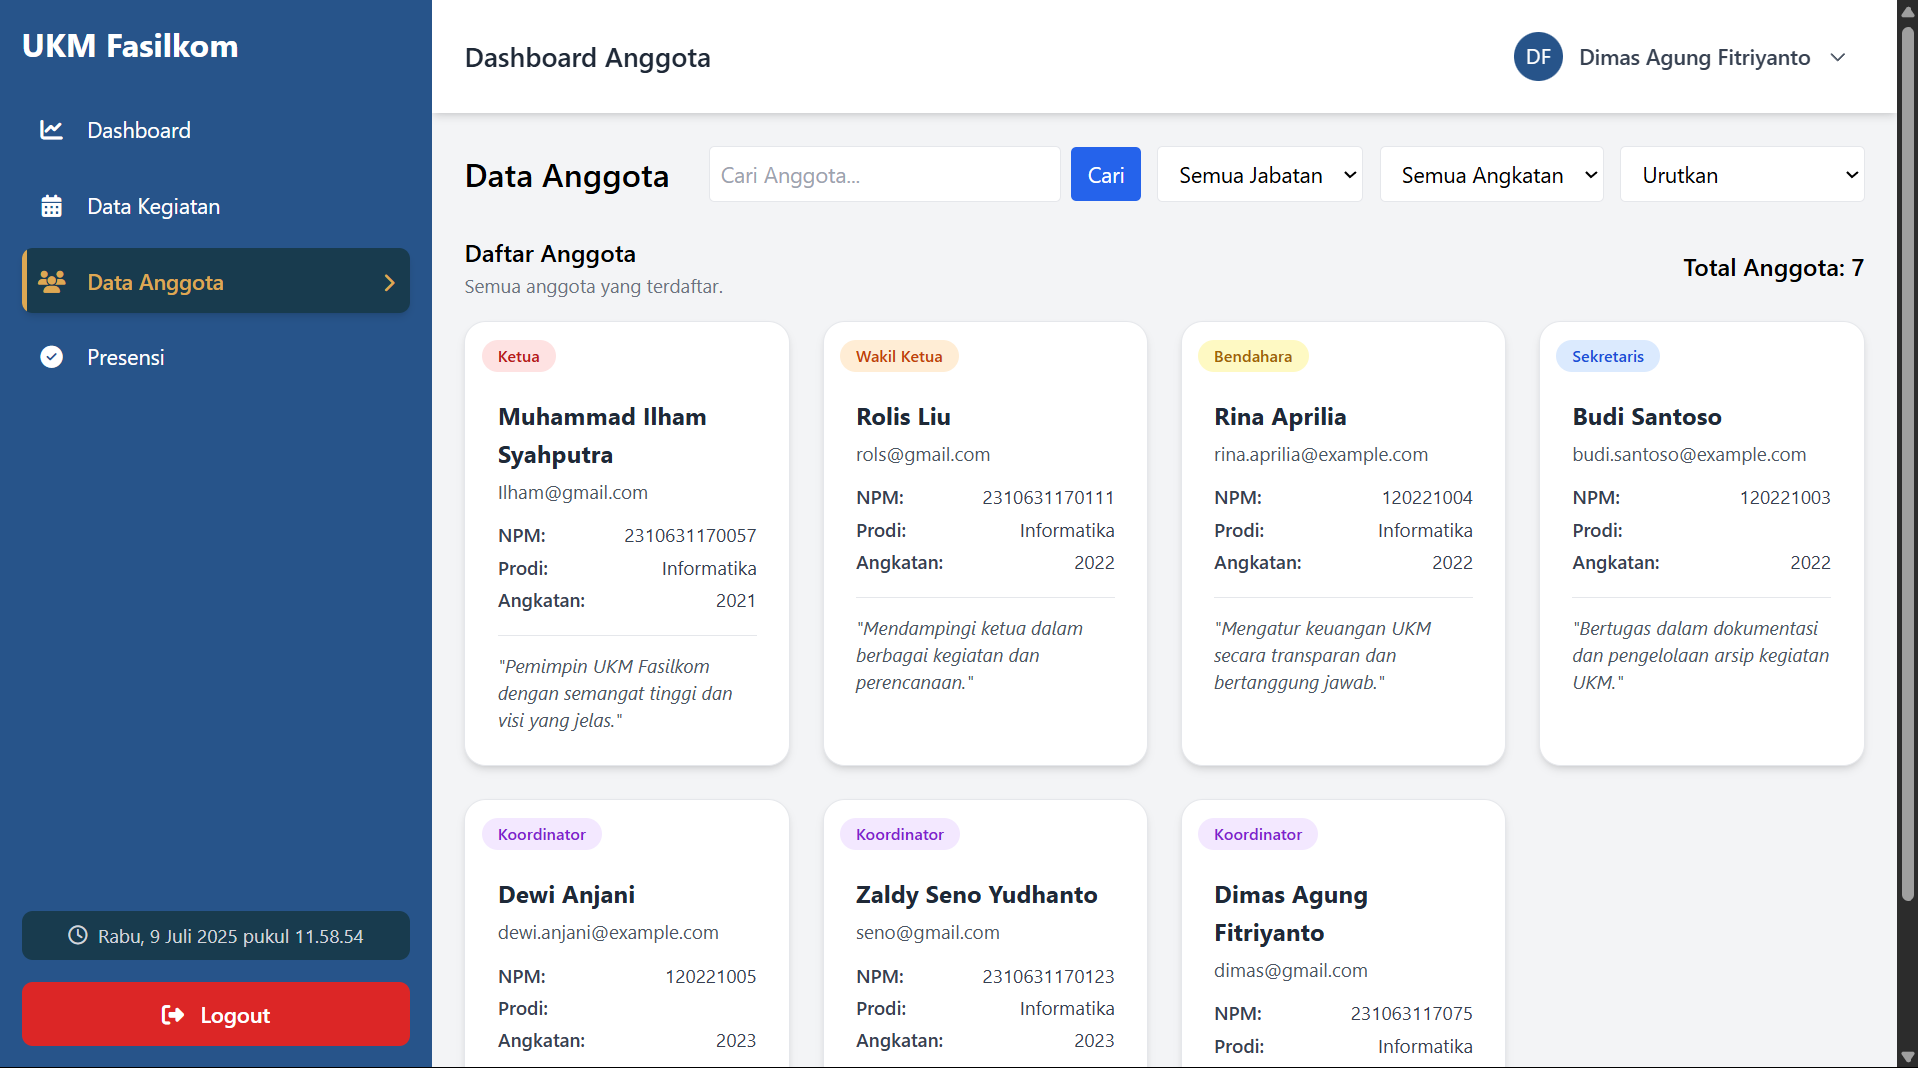 UKM Fasilkom
Dashboard
Data Kegiatan
Data Anggota
Presensi
Rabu, 9 Juli 2025 pukul 11.58.54
Logout
Dashboard Anggota
DF
Dimas Agung Fitriyanto
Data Anggota
Cari Anggota...
Cari
Semua Jabatan
Semua Angkatan
Urutkan
Daftar Anggota
Semua anggota yang terdaftar.
Total Anggota: 7
Ketua
Muhammad Ilham
Syahputra
Ilham@gmail.com
NPM: 2310631170057
Prodi: Informatika
Angkatan: 2021
"Pemimpin UKM Fasilkom
dengan semangat tinggi dan
visi yang jelas."
Wakil Ketua
Rolis Liu
rols@gmail.com
NPM: 2310631170111
Prodi: Informatika
Angkatan: 2022
"Mendampingi ketua dalam
berbagai kegiatan dan
perencanaan."
Bendahara
Rina Aprilia
rina.aprilia@example.com
NPM: 120221004
Prodi: Informatika
Angkatan: 2022
"Mengatur keuangan UKM
secara transparan dan
bertanggung jawab."
Sekretaris
Budi Santoso
budi.santoso@example.com
NPM: 120221003
Prodi:
Angkatan: 2022
"Bertugas dalam dokumentasi
dan pengelolaan arsip kegiatan
UKM."
Koordinator
Dewi Anjani
dewi.anjani@example.com
NPM: 120221005
Prodi:
Angkatan: 2023
Koordinator
Zaldy Seno Yudhanto
seno@gmail.com
NPM: 2310631170123
Prodi: Informatika
Angkatan: 2023
Koordinator
Dimas Agung
Fitriyanto
dimas@gmail.com
NPM: 231063117075
Prodi: Informatika